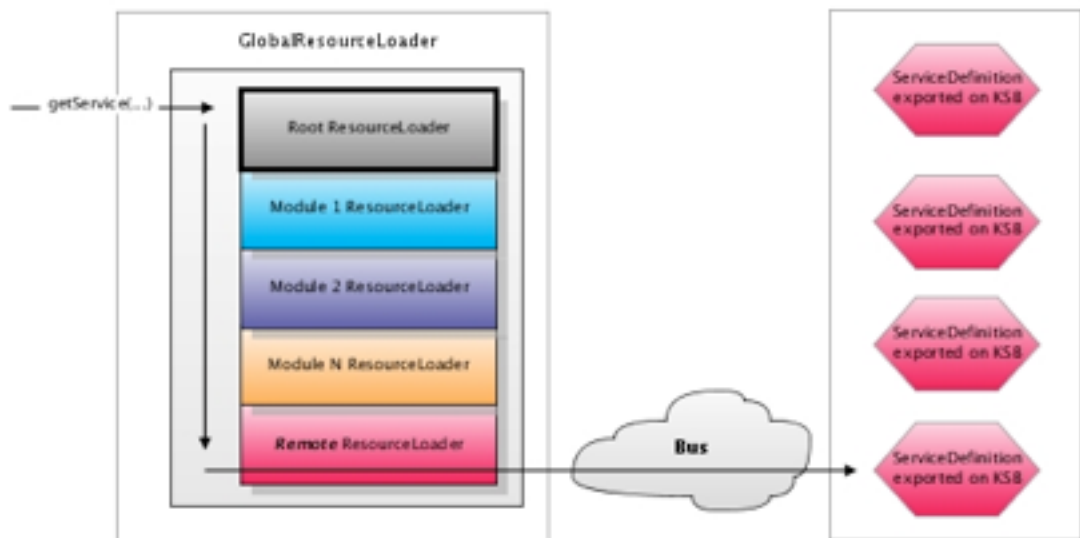 GlobalResourceLoader
getService(...)
Root ResourceLoader
Module 1 ResourceLoader
Module 2 ResourceLoader
Module N ResourceLoader
Remote ResourceLoader
Bus
ServiceDefinition
exported on KSB
ServiceDefinition
exported on KSB
ServiceDefinition
exported on KSB
ServiceDefinition
exported on KSB